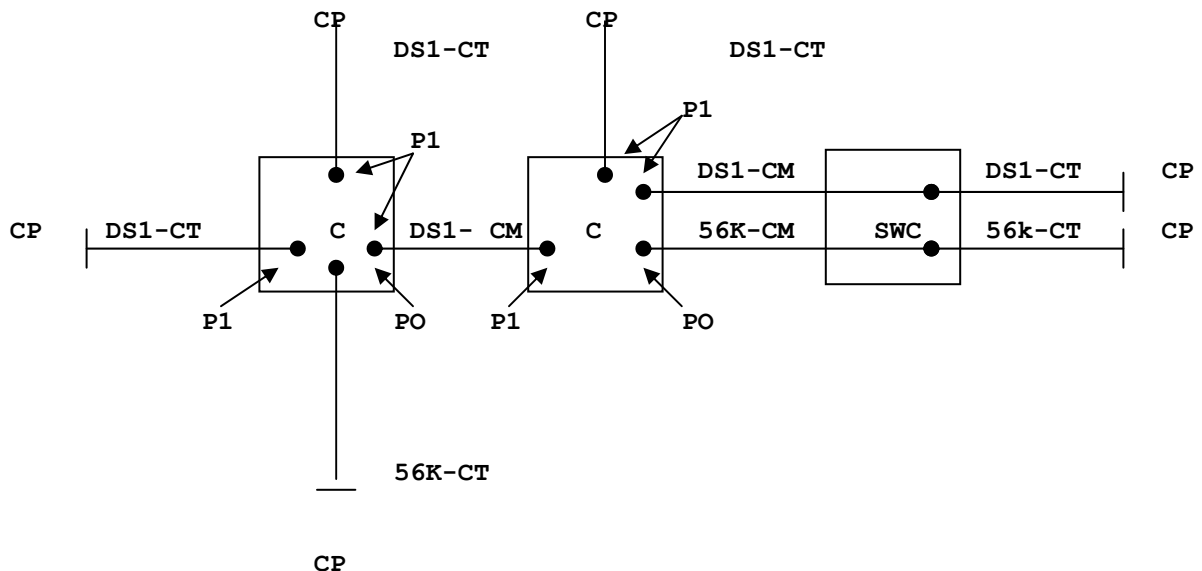 CP CP
DS1-CT DS1-CT
P1
P1
DS1-CM DS1-CT CP
CP DS1-CT C DS1- CM C 56K-CM SWC 56k-CT CP
P1 PO P1 PO
56K-CT
CP